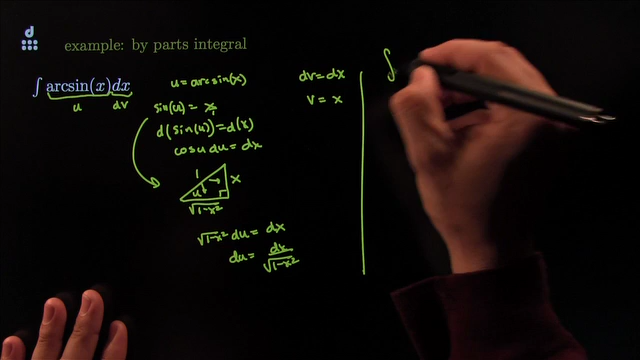 d
example: by parts integral
∫ arcsin(x) dx
u dv
u = arcsin(x)
sin(u) = x/1
d(sin(u)) = d(x)
cos u du = dx
1 x
u
√1-x²
√1-x² du = dx
du = dx/√1-x²
dv = dx
v = x
∫